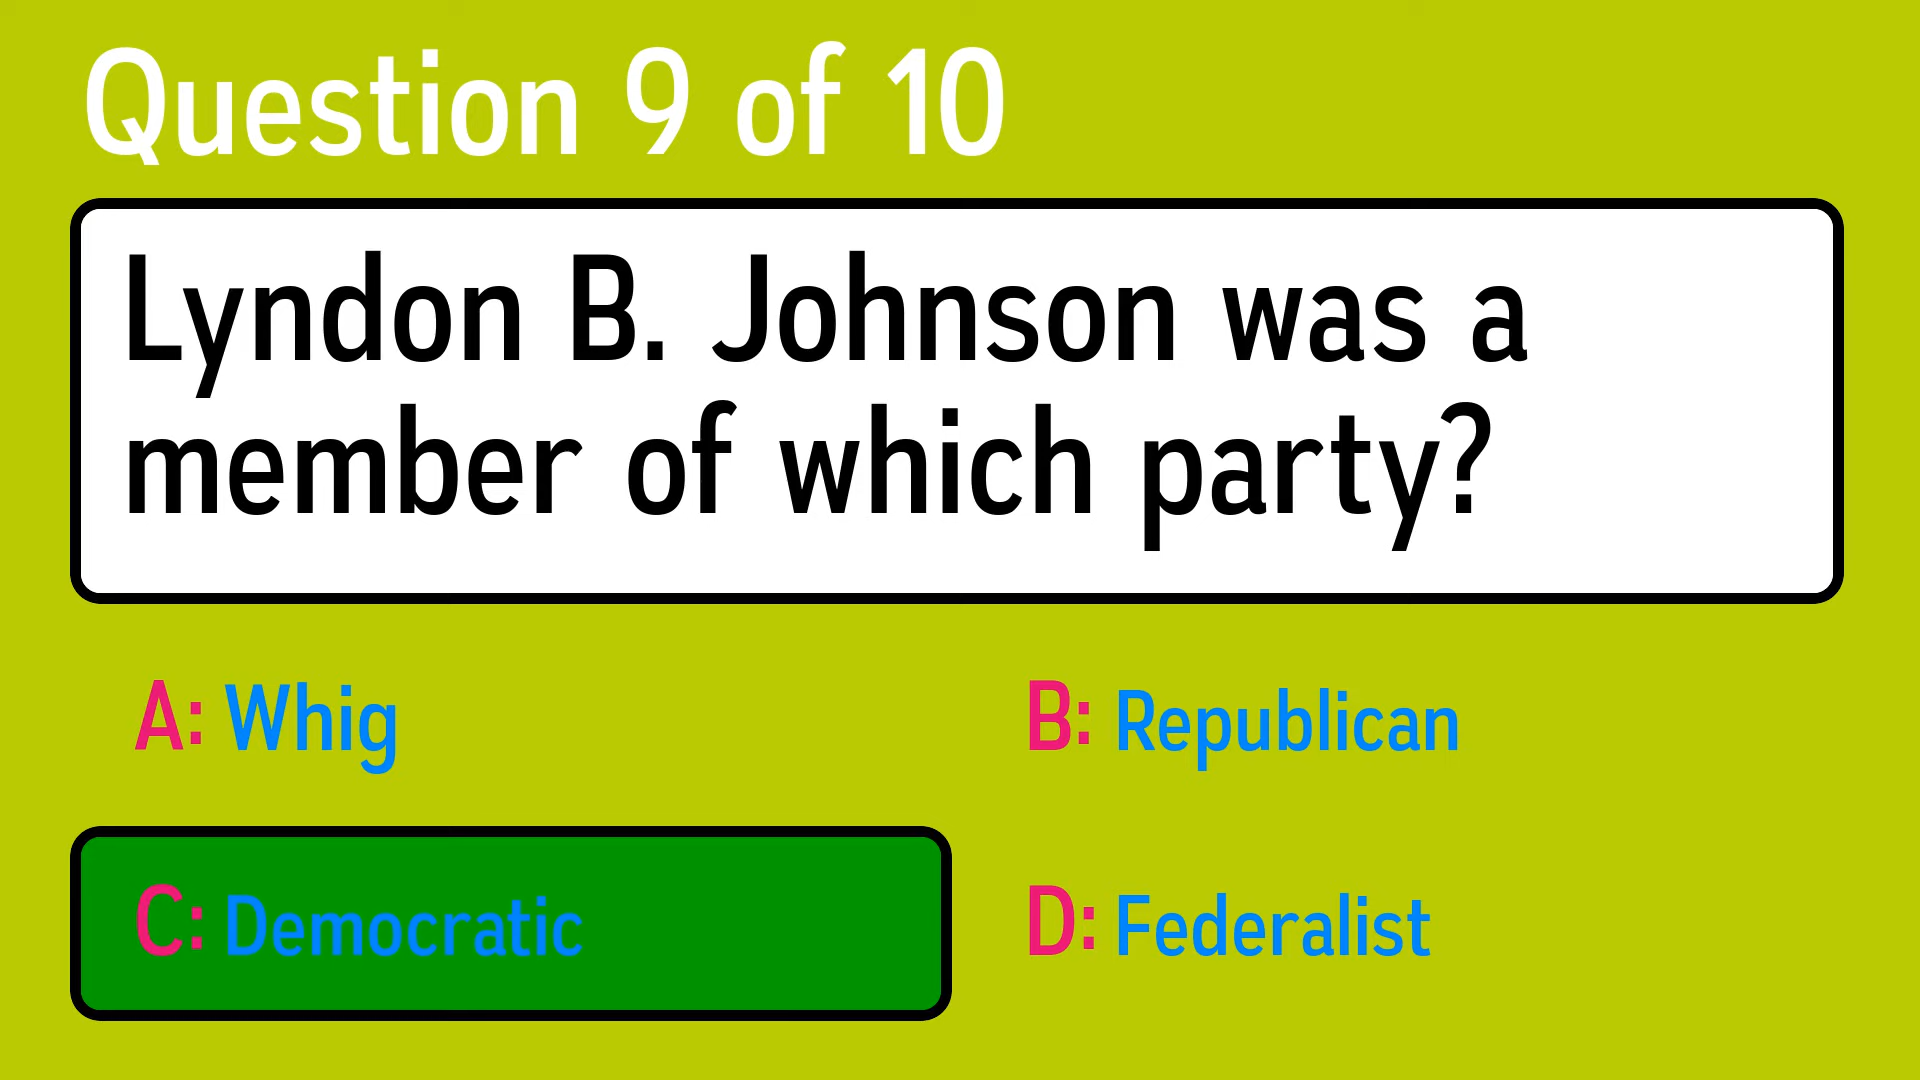 Question 9 of 10
Lyndon B. Johnson was a
member of which party?
A: Whig
B: Republican
C: Democratic
D: Federalist